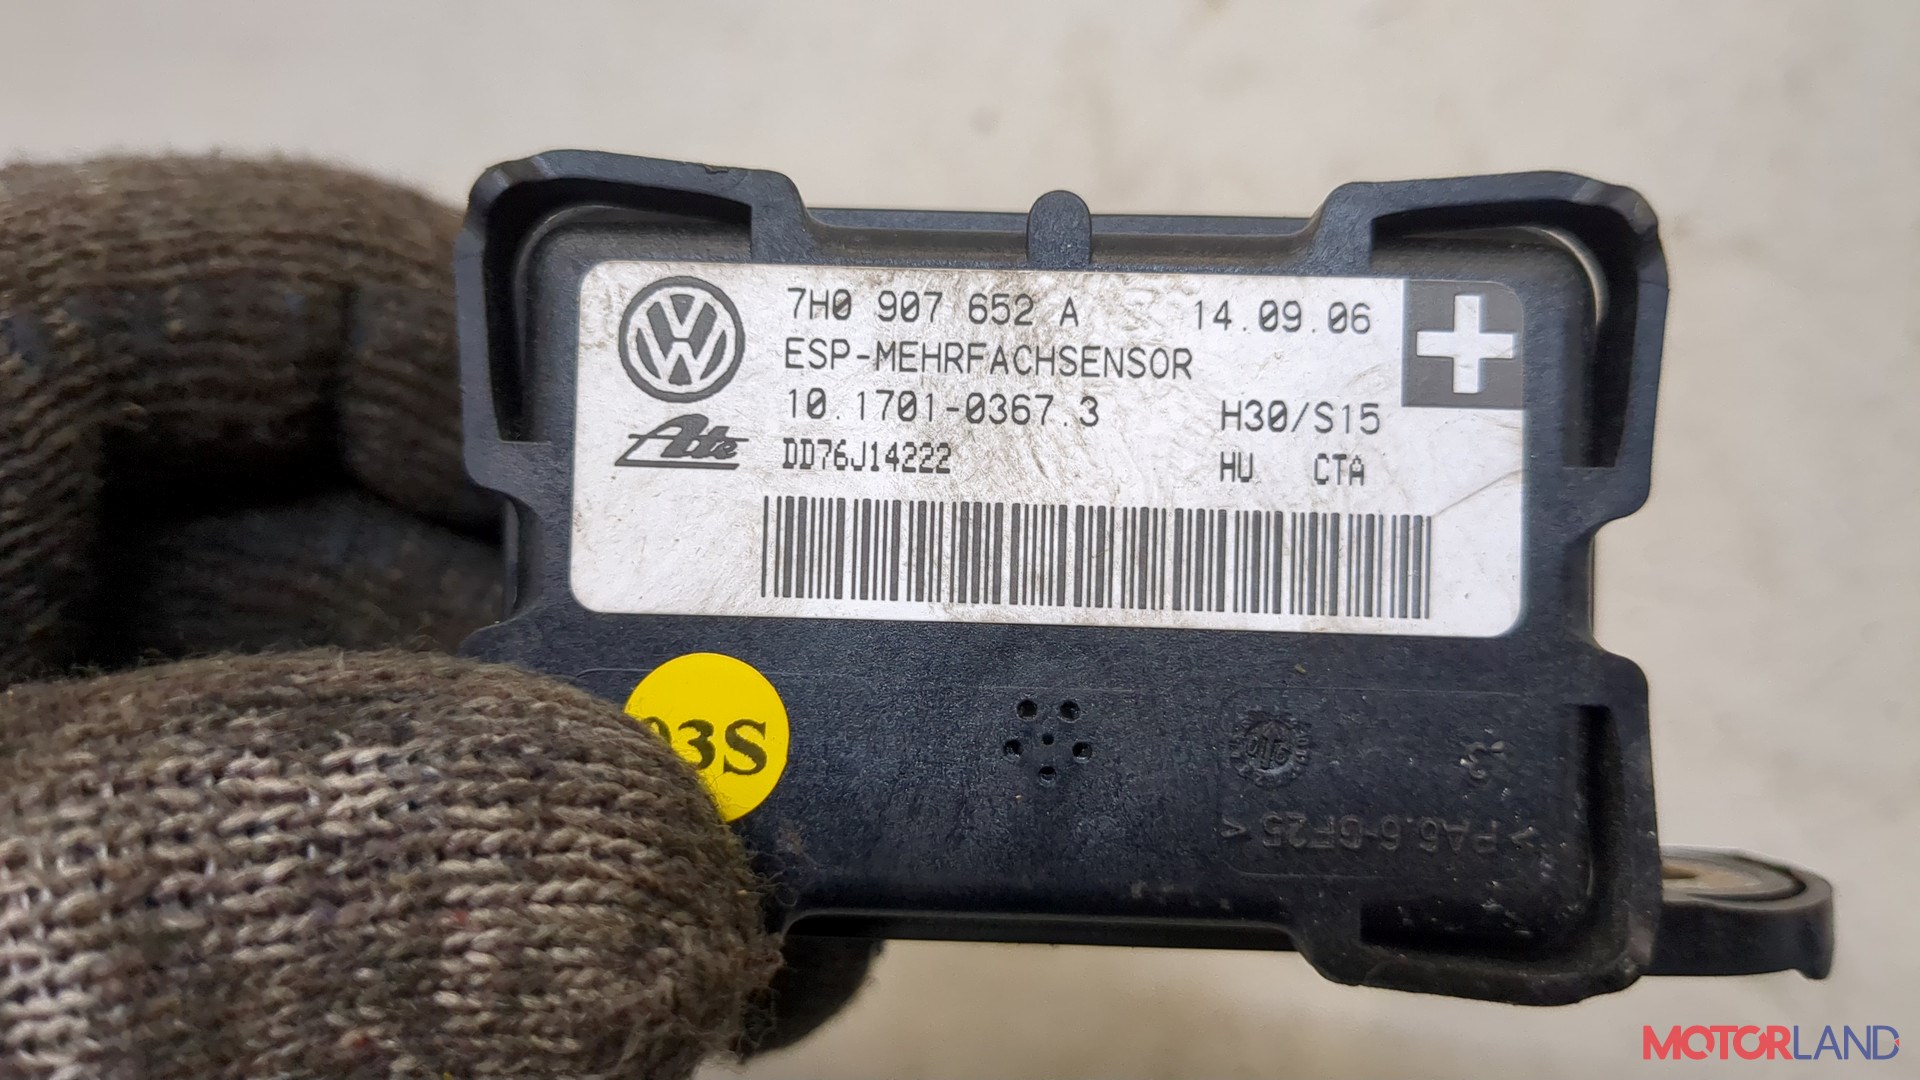 7H0 907 652 A 14.09.06
ESP-MEHRFACHSENSOR
10.1701-0367.3 H30/S15
Ate DD76J14222 HU CTA
03S
>PA6.6-GF25<
MOTORLAND